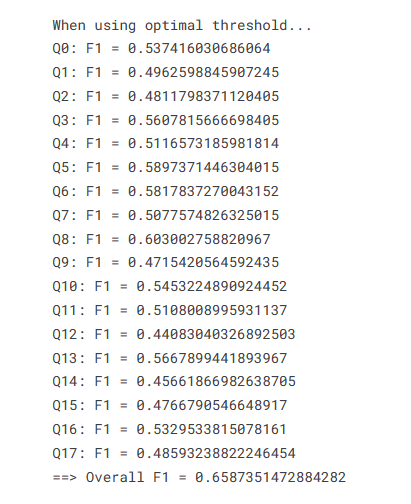 When using optimal threshold...
Q0: F1 = 0.537416030686064
Q1: F1 = 0.4962598845907245
Q2: F1 = 0.4811798371120405
Q3: F1 = 0.5607815666698405
Q4: F1 = 0.5116573185981814
Q5: F1 = 0.5897371446304015
Q6: F1 = 0.5817837270043152
Q7: F1 = 0.5077574826325015
Q8: F1 = 0.603002758820967
Q9: F1 = 0.4715420564592435
Q10: F1 = 0.5453224890924452
Q11: F1 = 0.5108008995931137
Q12: F1 = 0.44083040326892503
Q13: F1 = 0.5667899441893967
Q14: F1 = 0.45661866982638705
Q15: F1 = 0.4766790546648917
Q16: F1 = 0.5329533815078161
Q17: F1 = 0.48593238822246454
==> Overall F1 = 0.6587351472884282